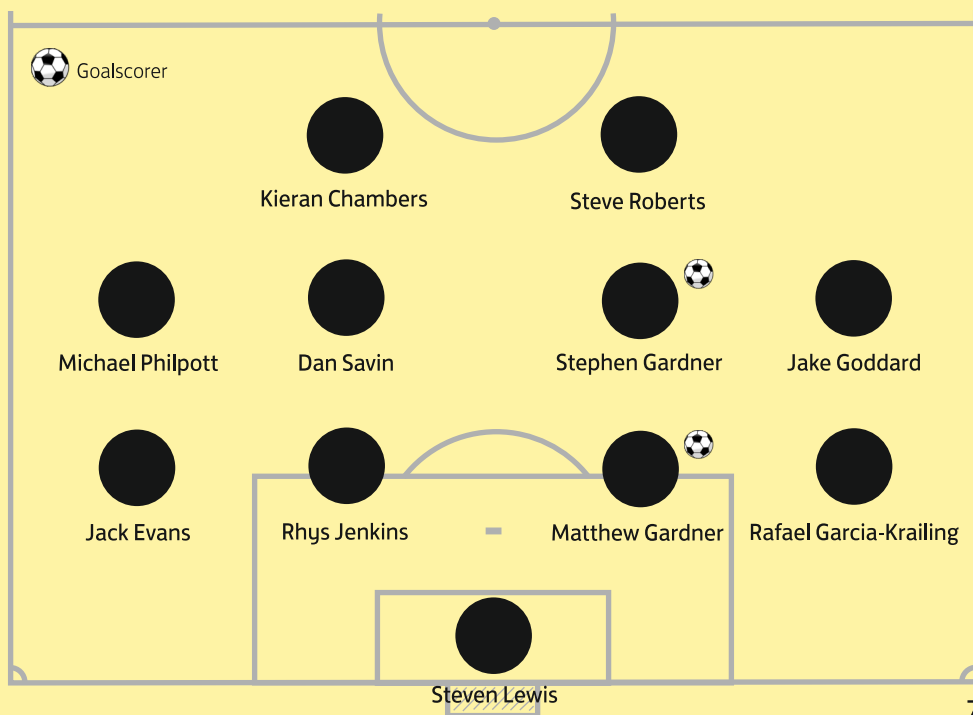 Goalscorer
Kieran Chambers
Steve Roberts
Michael Philpott
Dan Savin
Stephen Gardner
Jake Goddard
Jack Evans
Rhys Jenkins
Matthew Gardner
Rafael Garcia-Krailing
Steven Lewis